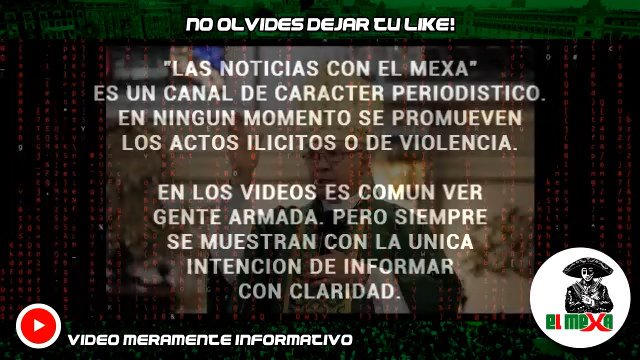 NO OLVIDES DEJAR TU LIKE!
"LAS NOTICIAS CON EL MEXA"
ES UN CANAL DE CARACTER PERIODISTICO.
EN NINGUN MOMENTO SE PROMUEVEN
LOS ACTOS ILICITOS O DE VIOLENCIA.
EN LOS VIDEOS ES COMUN VER
GENTE ARMADA. PERO SIEMPRE
SE MUESTRAN CON LA UNICA
INTENCION DE INFORMAR
CON CLARIDAD.
EL MEXA
VIDEO MERAMENTE INFORMATIVO